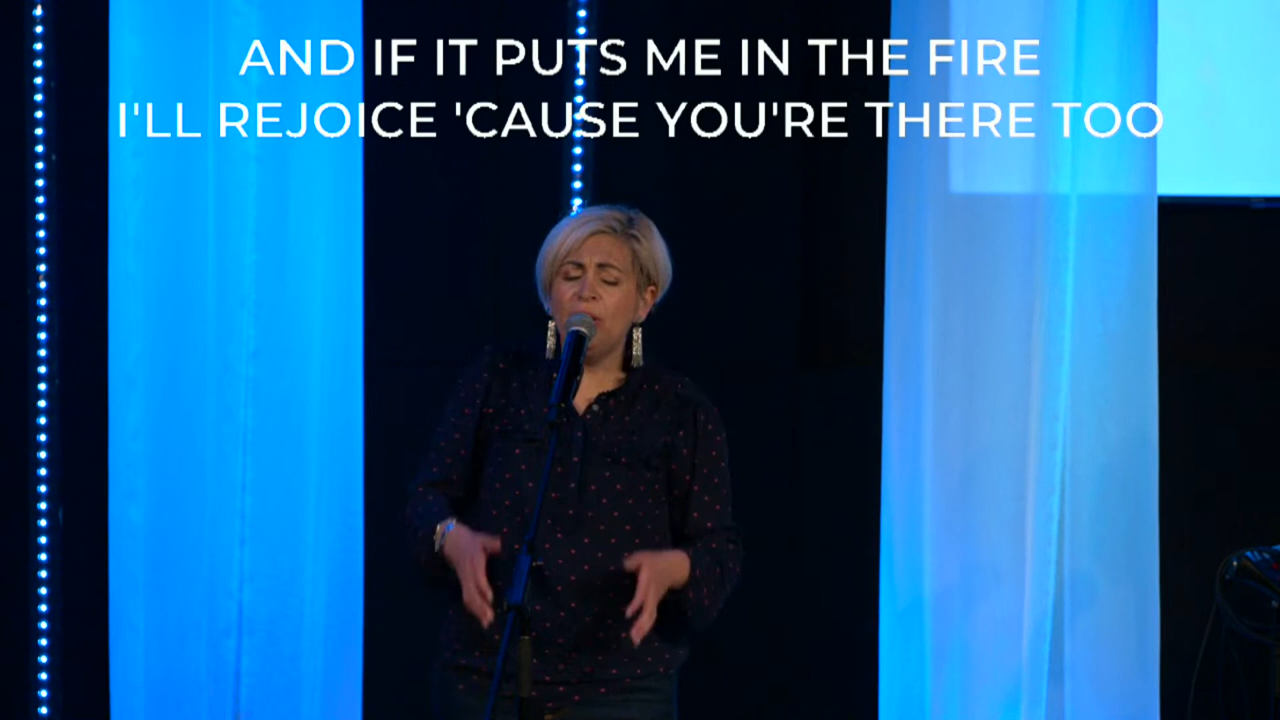 AND IF IT PUTS ME IN THE FIRE
I'LL REJOICE 'CAUSE YOU'RE THERE TOO